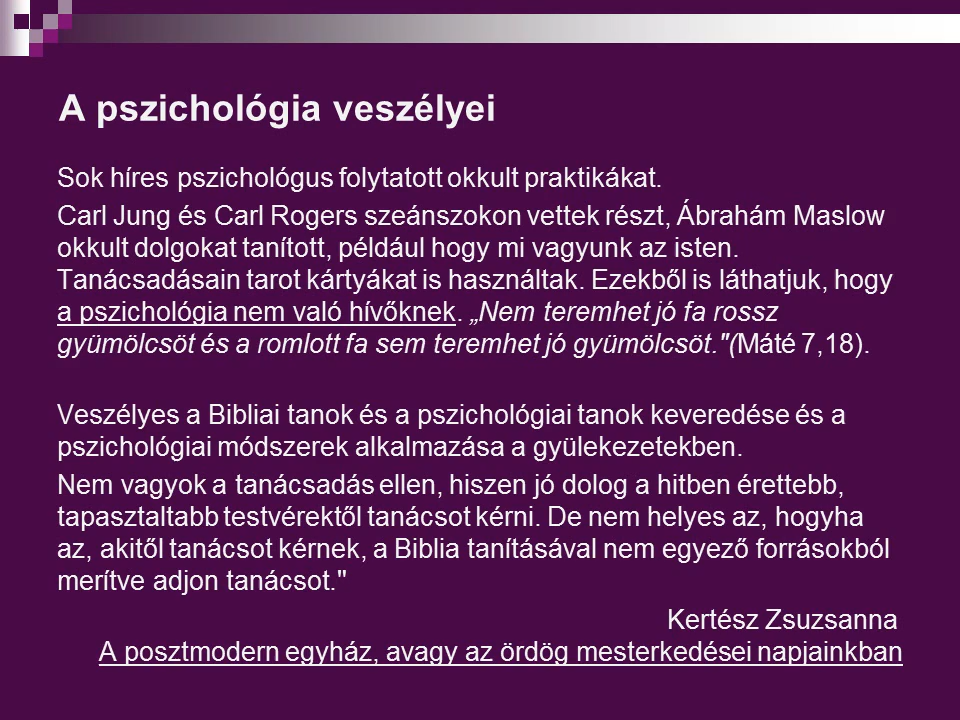 A pszichológia veszélyei
Sok híres pszichológus folytatott okkult praktikákat.
Carl Jung és Carl Rogers szeánszokon vettek részt, Ábrahám Maslow
okkult dolgokat tanított, például hogy mi vagyunk az isten.
Tanácsadásain tarot kártyákat is használtak. Ezekből is láthatjuk, hogy
a pszichológia nem való hívőknek. „Nem teremhet jó fa rossz
gyümölcsöt és a romlott fa sem teremhet jó gyümölcsöt."(Máté 7,18).
Veszélyes a Bibliai tanok és a pszichológiai tanok keveredése és a
pszichológiai módszerek alkalmazása a gyülekezetekben.
Nem vagyok a tanácsadás ellen, hiszen jó dolog a hitben érettebb,
tapasztaltabb testvérektől tanácsot kérni. De nem helyes az, hogyha
az, akitől tanácsot kérnek, a Biblia tanításával nem egyező forrásokból
merítve adjon tanácsot."
Kertész Zsuzsanna
A posztmodern egyház, avagy az ördög mesterkedései napjainkban